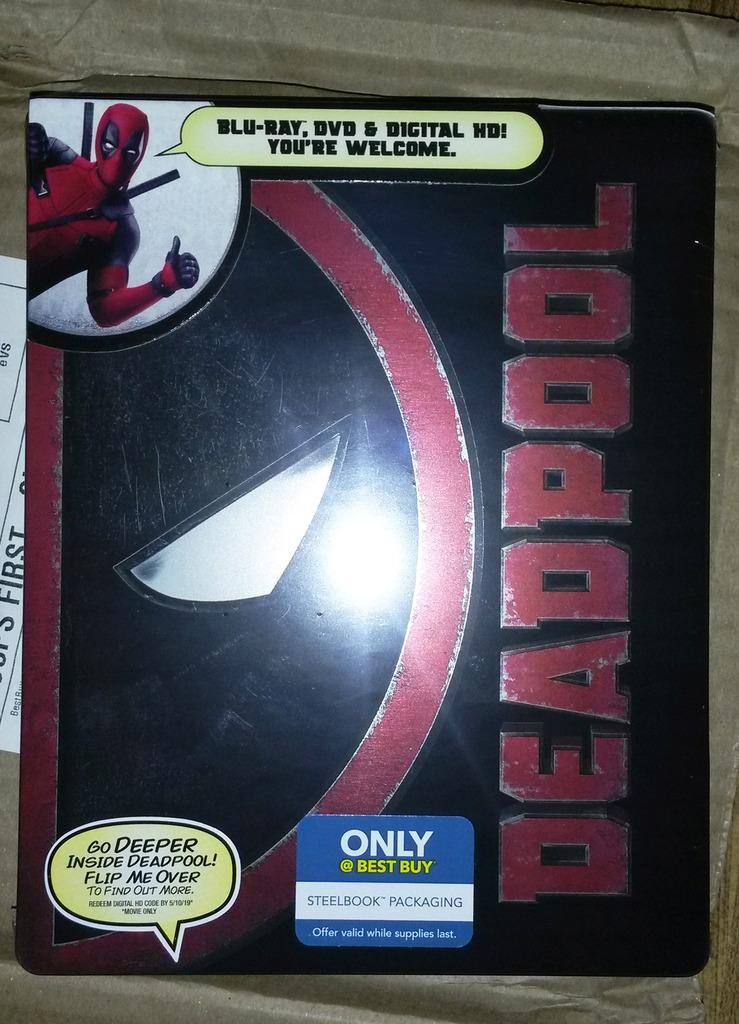 BLU-RAY, DVD & DIGITAL HD!
YOU'RE WELCOME.
DEADPOOL
GO DEEPER
INSIDE DEADPOOL!
FLIP ME OVER
TO FIND OUT MORE.
REDEEM DIGITAL HD CODE BY 5/10/19*
*MOVIE ONLY
ONLY
@ BEST BUY
STEELBOOK™ PACKAGING
Offer valid while supplies last.
FIRST